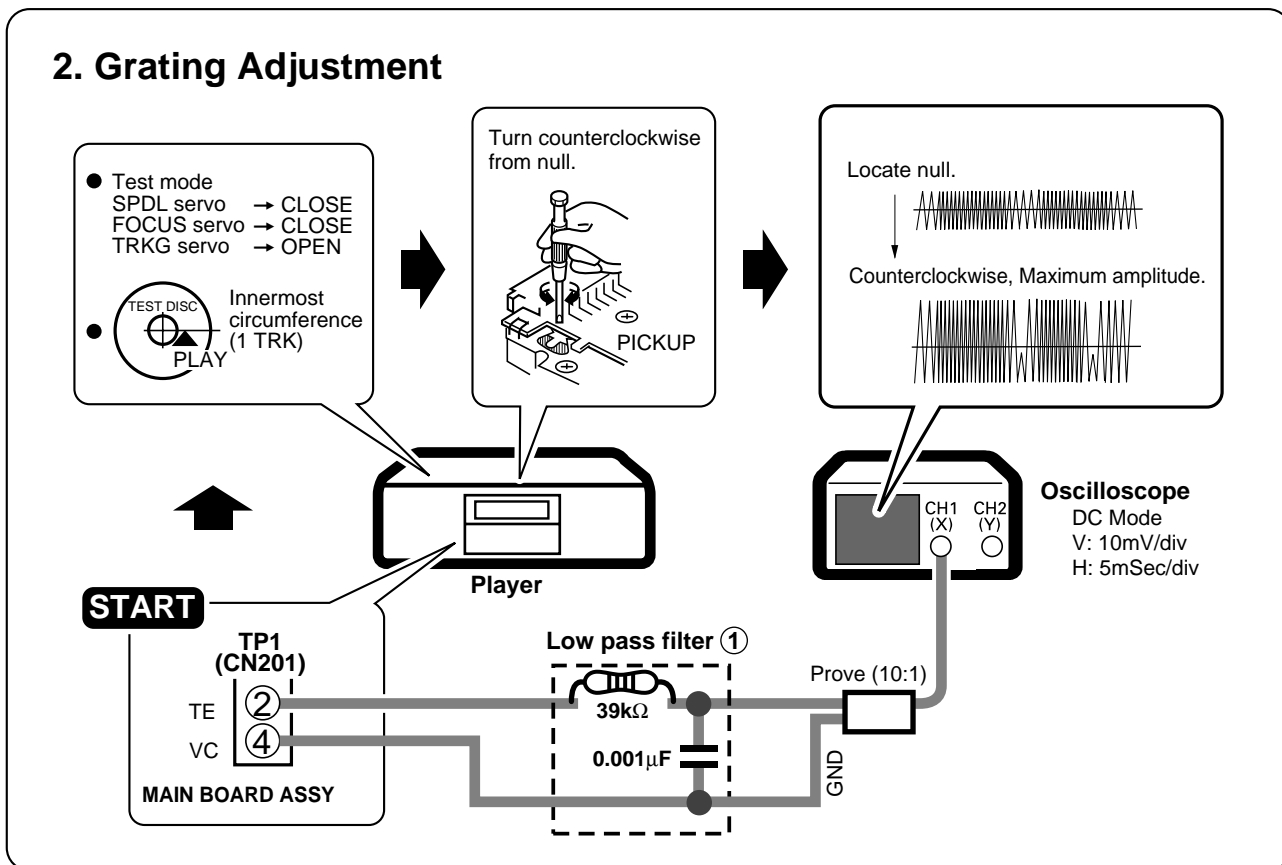 2. Grating Adjustment
● Test mode
SPDL servo → CLOSE
FOCUS servo → CLOSE
TRKG servo → OPEN
● TEST DISC
PLAY
Innermost
circumference
(1 TRK)
Turn counterclockwise
from null.
PICKUP
Locate null.
Counterclockwise, Maximum amplitude.
Player
CH1
(X)
CH2
(Y)
Oscilloscope
DC Mode
V: 10mV/div
H: 5mSec/div
START
TP1
(CN201)
TE ②
VC ④
MAIN BOARD ASSY
Low pass filter ①
39kΩ
0.001µF
Prove (10:1)
GND